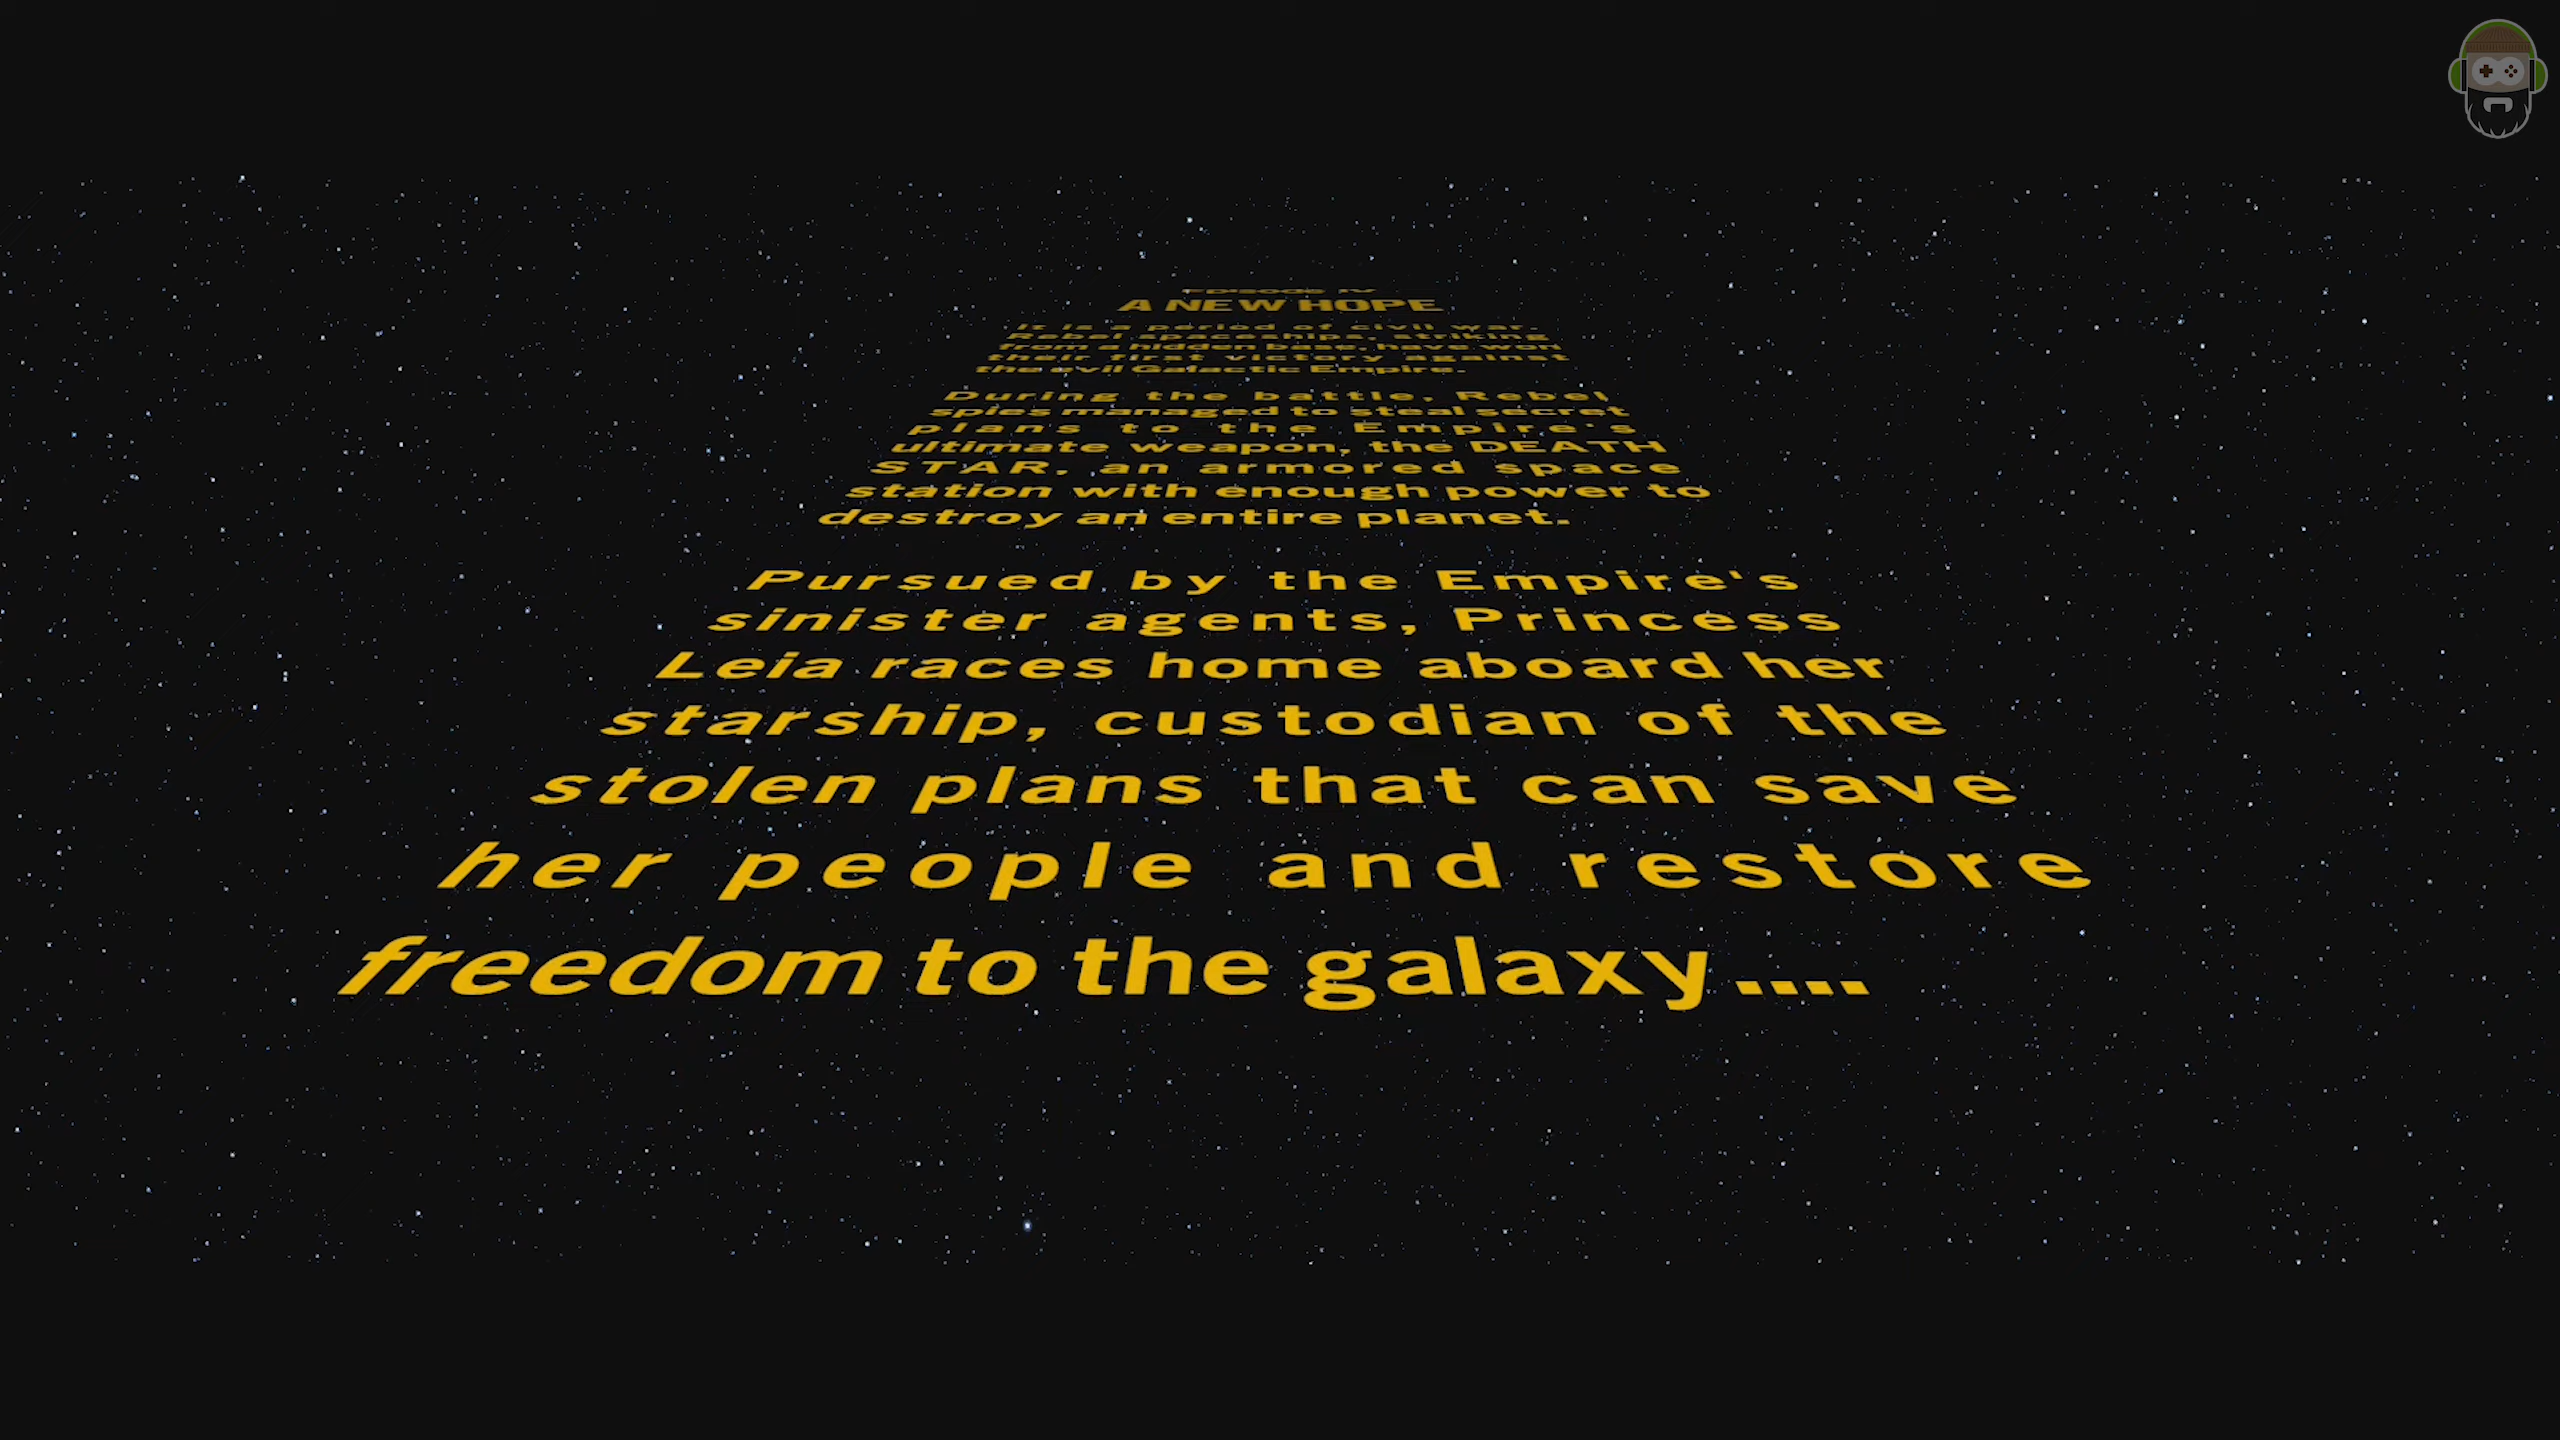 EPISODE IV
A NEW HOPE
It is a period of civil war.
Rebel spaceships, striking
from a hidden base, have won
their first victory against
the evil Galactic Empire.
During the battle, Rebel
spies managed to steal secret
plans to the Empire's
ultimate weapon, the DEATH
STAR, an armored space
station with enough power to
destroy an entire planet.
Pursued by the Empire's
sinister agents, Princess
Leia races home aboard her
starship, custodian of the
stolen plans that can save
her people and restore
freedom to the galaxy....